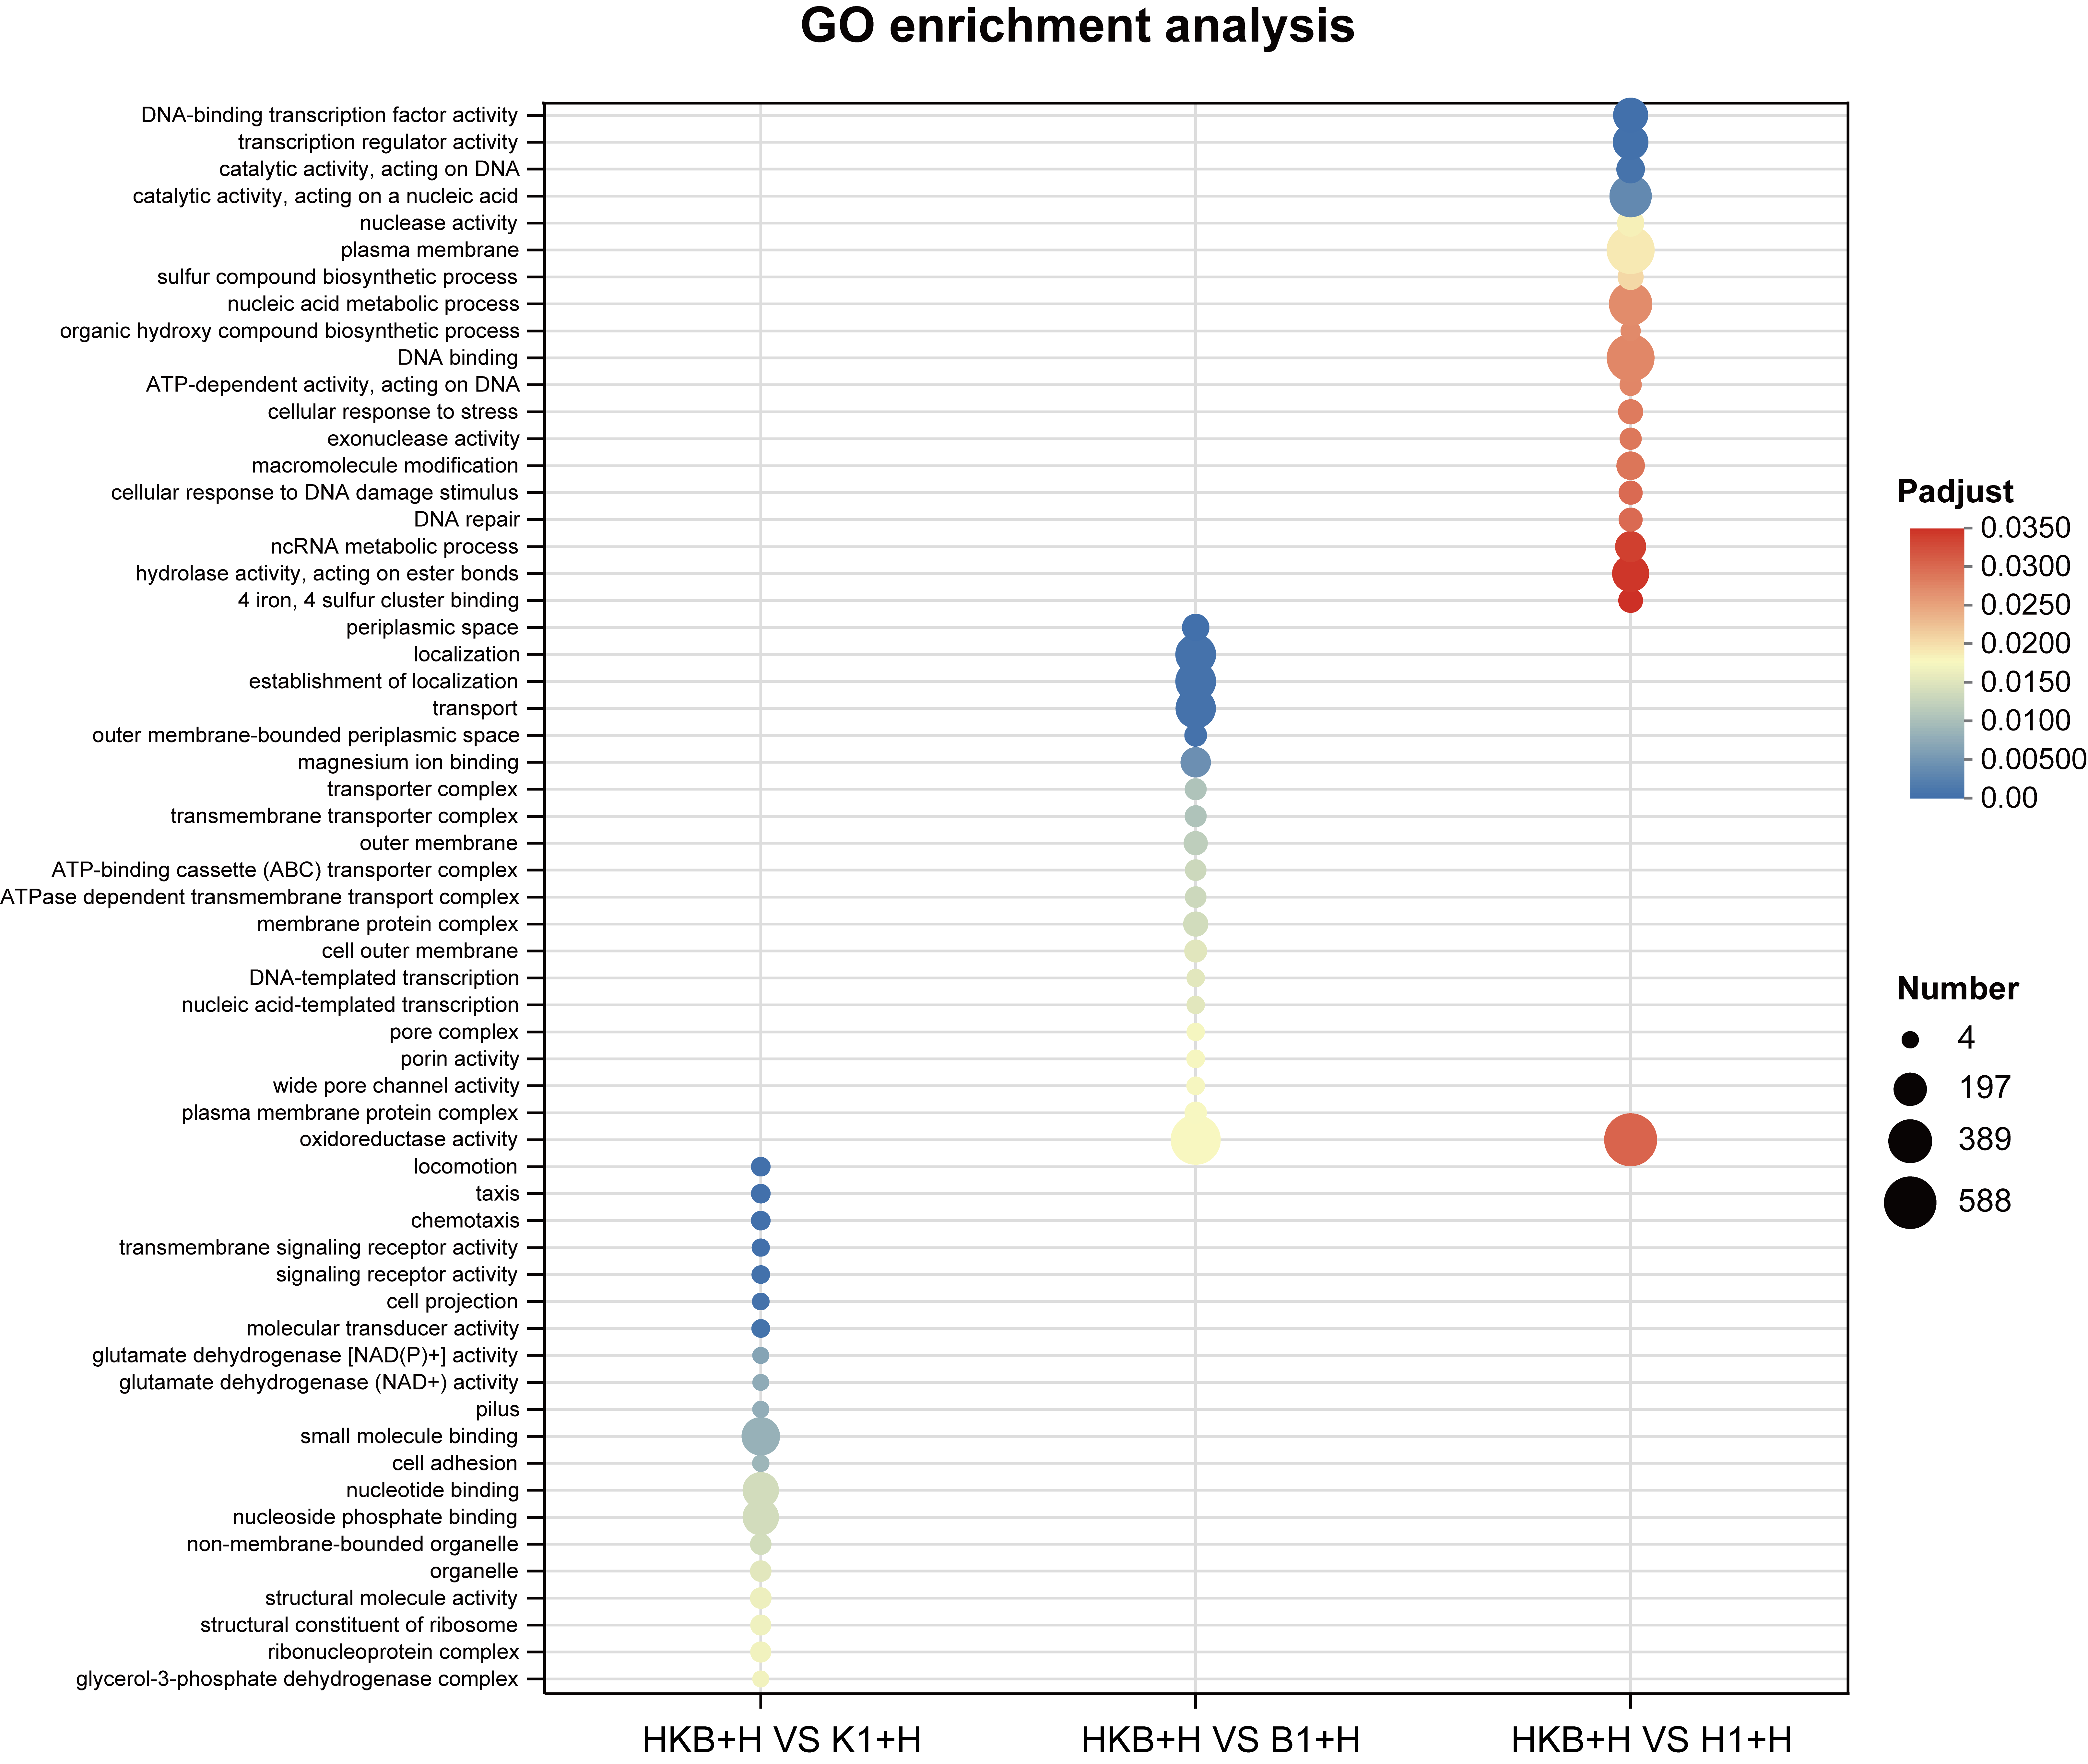 GO enrichment analysis
DNA-binding transcription factor activity
transcription regulator activity
catalytic activity, acting on DNA
catalytic activity, acting on a nucleic acid
nuclease activity
plasma membrane
sulfur compound biosynthetic process
nucleic acid metabolic process
organic hydroxy compound biosynthetic process
DNA binding
ATP-dependent activity, acting on DNA
cellular response to stress
exonuclease activity
macromolecule modification
cellular response to DNA damage stimulus
DNA repair
ncRNA metabolic process
hydrolase activity, acting on ester bonds
4 iron, 4 sulfur cluster binding
periplasmic space
localization
establishment of localization
transport
outer membrane-bounded periplasmic space
magnesium ion binding
transporter complex
transmembrane transporter complex
outer membrane
ATP-binding cassette (ABC) transporter complex
ATPase dependent transmembrane transport complex
membrane protein complex
cell outer membrane
DNA-templated transcription
nucleic acid-templated transcription
pore complex
porin activity
wide pore channel activity
plasma membrane protein complex
oxidoreductase activity
locomotion
taxis
chemotaxis
transmembrane signaling receptor activity
signaling receptor activity
cell projection
molecular transducer activity
glutamate dehydrogenase [NAD(P)+] activity
glutamate dehydrogenase (NAD+) activity
pilus
small molecule binding
cell adhesion
nucleotide binding
nucleoside phosphate binding
non-membrane-bounded organelle
organelle
structural molecule activity
structural constituent of ribosome
ribonucleoprotein complex
glycerol-3-phosphate dehydrogenase complex
HKB+H VS K1+H
HKB+H VS B1+H
HKB+H VS H1+H
Padjust
0.0350
0.0300
0.0250
0.0200
0.0150
0.0100
0.00500
0.00
Number
4
197
389
588